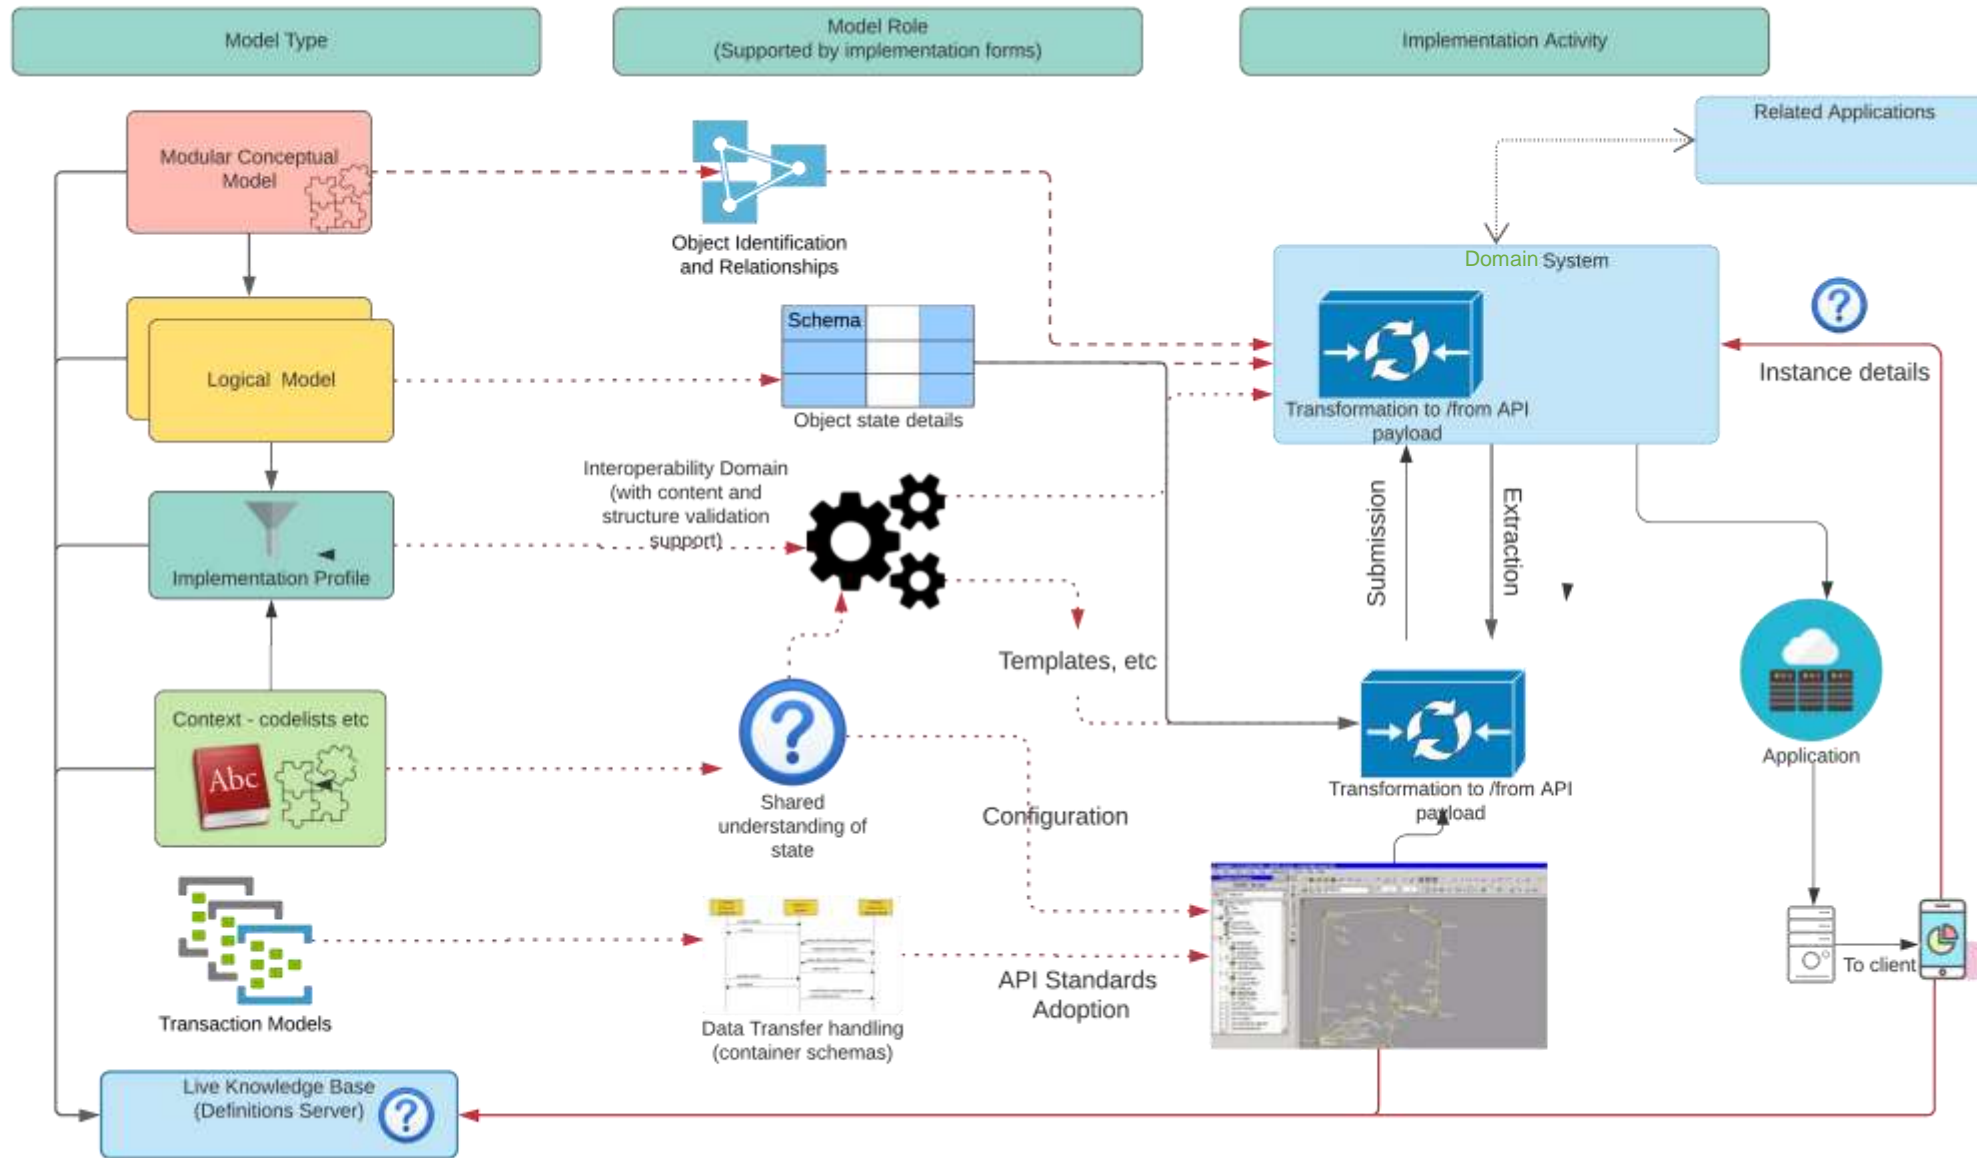 Model Type
Model Role
(Supported by implementation forms)
Implementation Activity
Related Applications
Modular Conceptual
Model
Object Identification
and Relationships
Domain System
Schema
Logical Model
Object state details
Transformation to /from API
payload
Instance details
Interoperability Domain
(with content and
structure validation
support)
Implementation Profile
Submission
Extraction
Templates, etc
Context - codelists etc
Abc
Shared
understanding of
state
Configuration
Transformation to /from API
payload
Application
Transaction Models
Data Transfer handling
(container schemas)
API Standards
Adoption
To client
Live Knowledge Base
(Definitions Server)